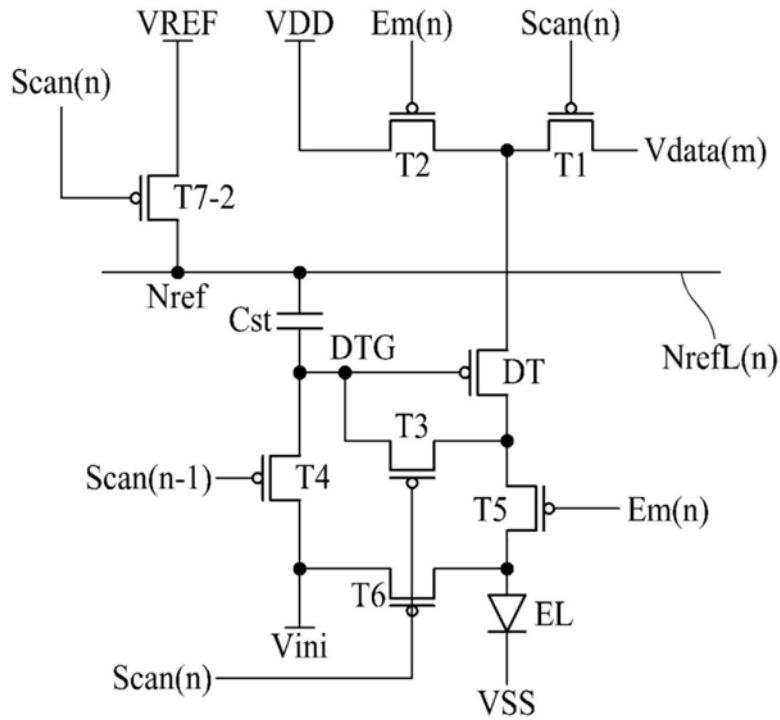 VREF
VDD
Em(n)
Scan(n)
Scan(n)
T2
T1
Vdata(m)
T7-2
Nref
Cst
NrefL(n)
DTG
DT
T3
Scan(n-1)
T4
T5
Em(n)
T6
EL
Vini
Scan(n)
VSS